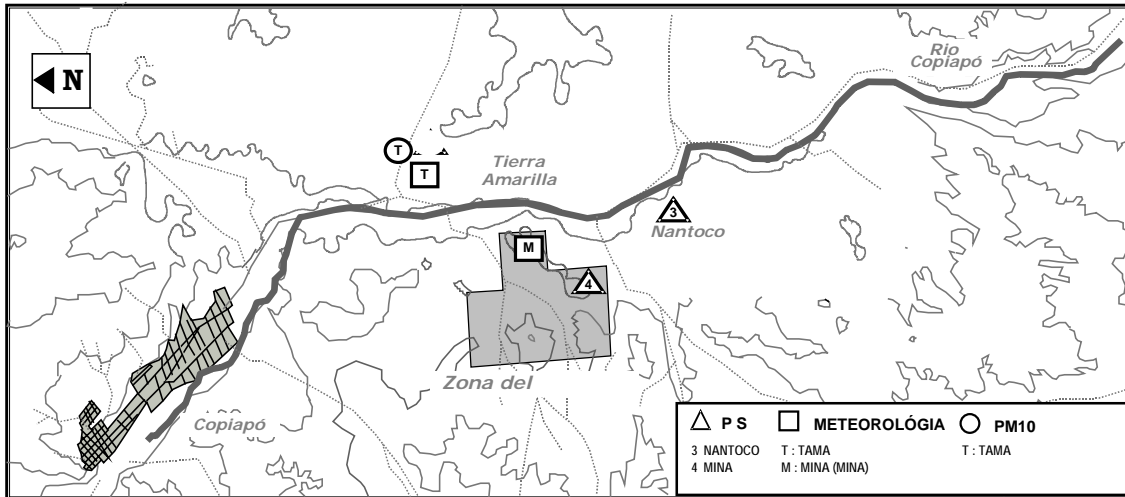 N
Rio
Copiapó
T
T
Tierra
Amarilla
3
Nantoco
M
4
Zona del
Copiapó
P S METEOROLÓGIA PM10
3 NANTOCO T : TAMA T : TAMA
4 MINA M : MINA (MINA)